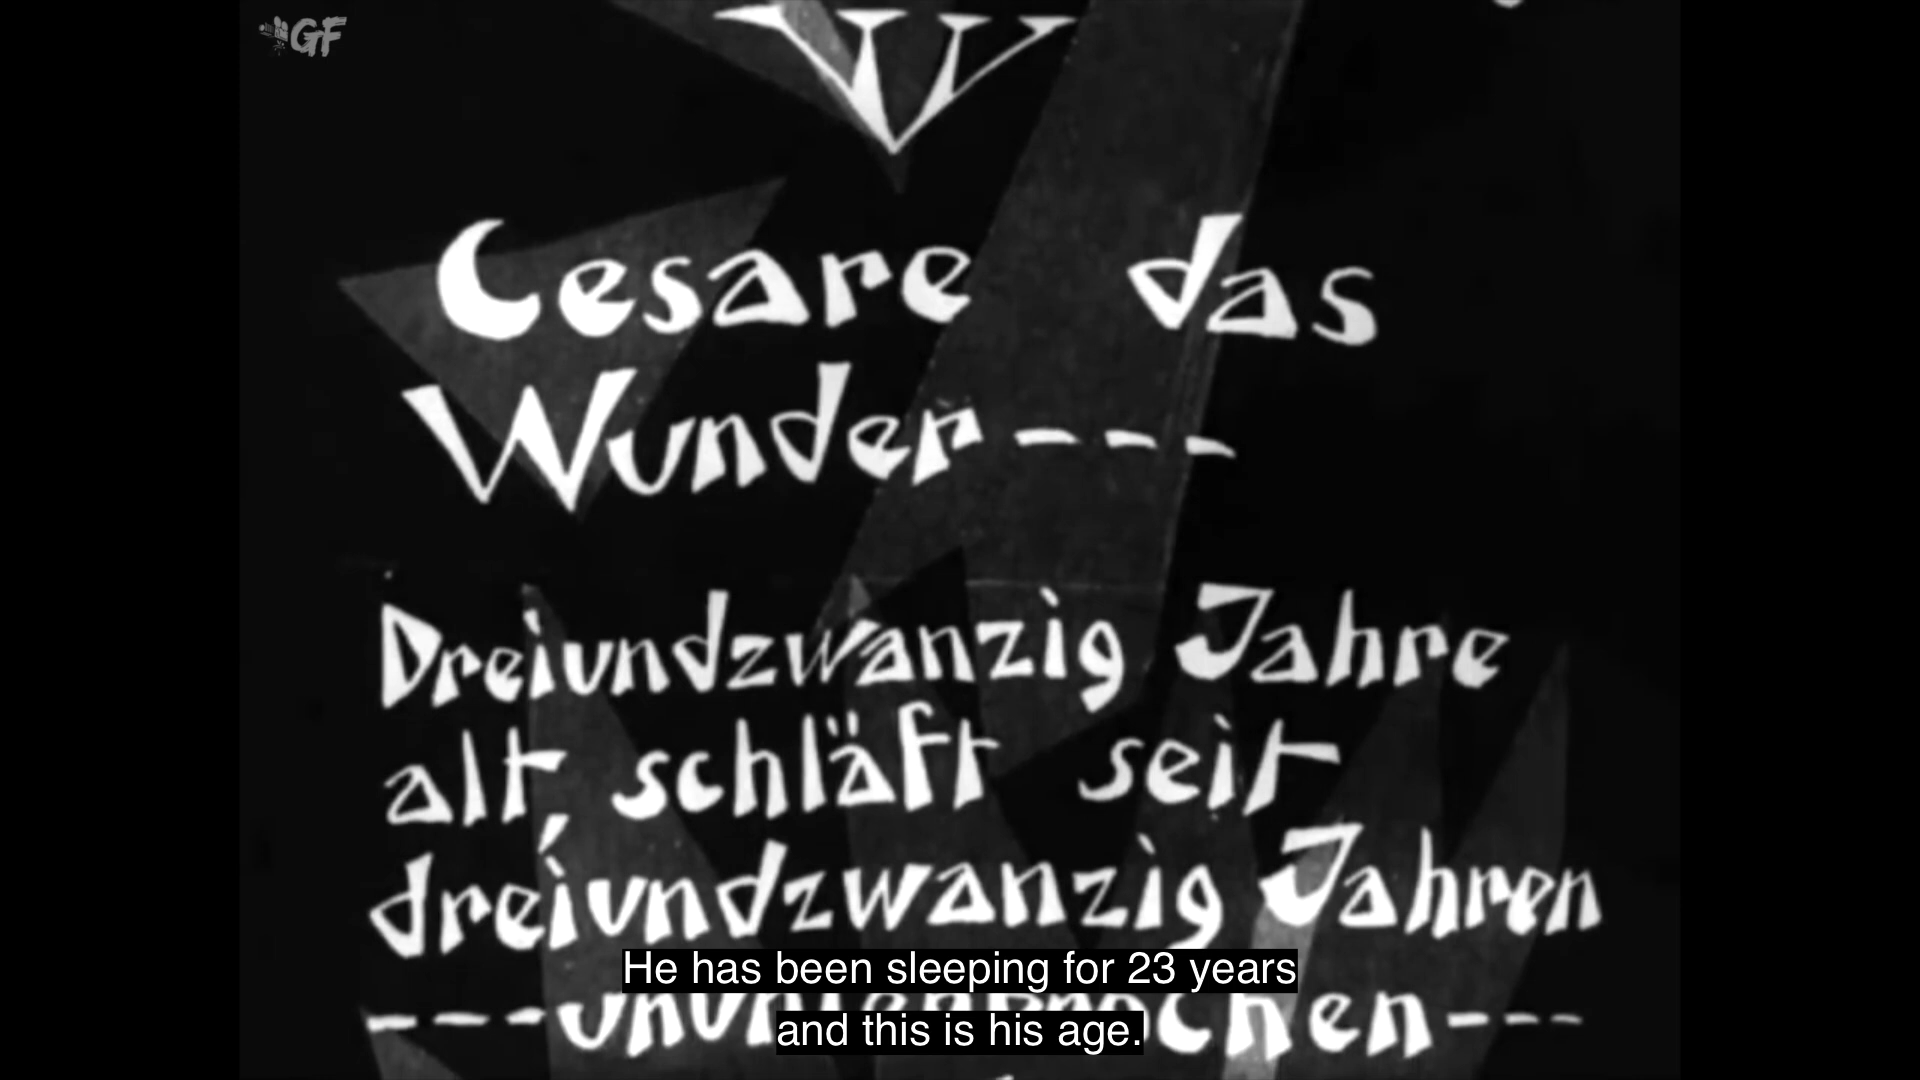 GF
W
Cesare das
Wunder----
Dreiundzwanzig Jahre
alt, schläft seit
dreiundzwanzig Jahren
He has been sleeping for 23 years
and this is his age.